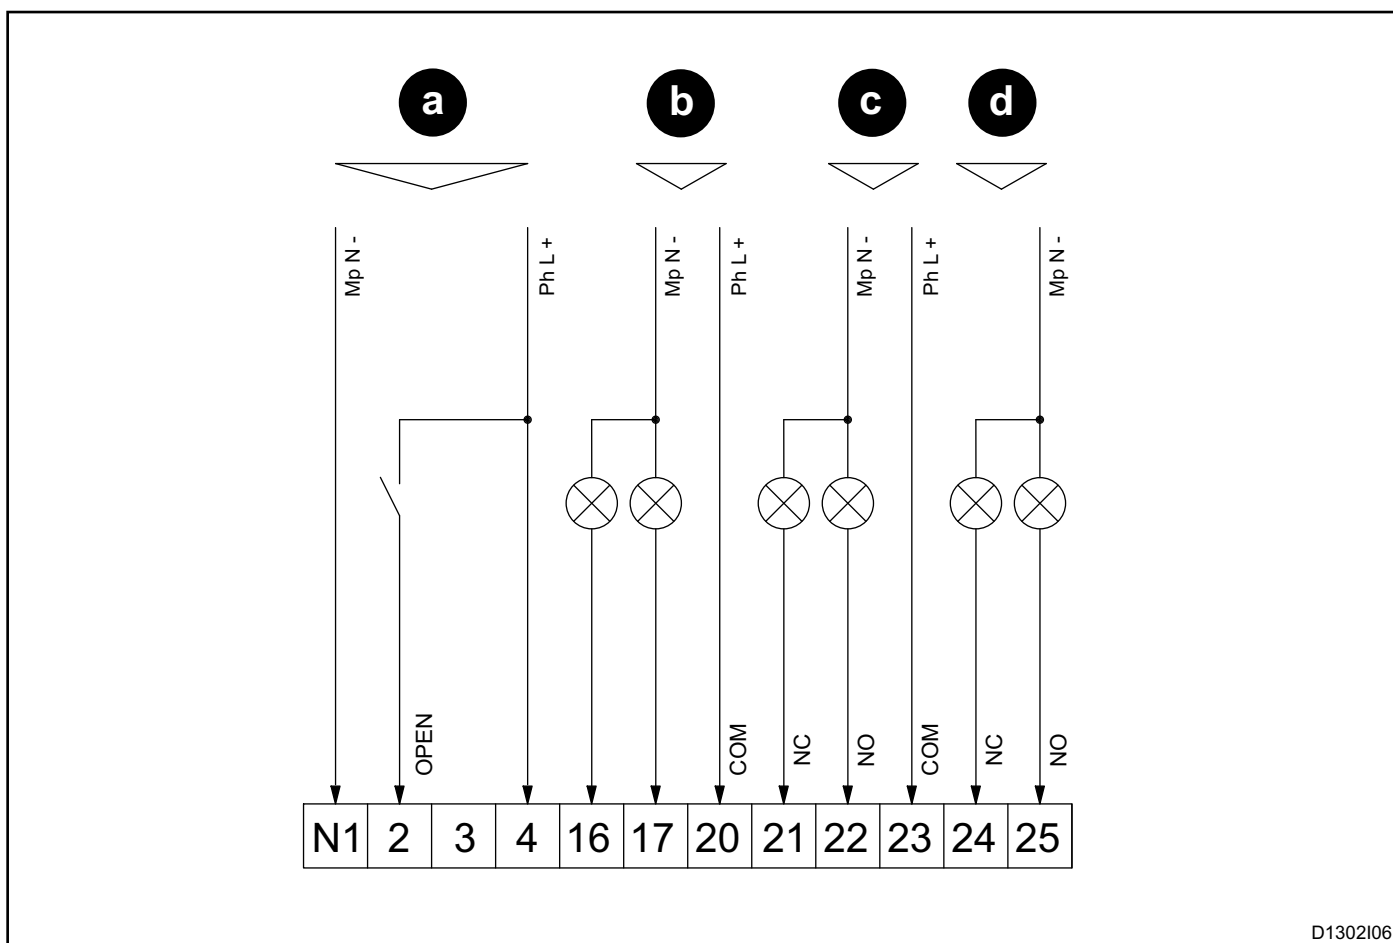 a b c d
Mp N - Ph L + Mp N - Ph L + Mp N - Ph L + Mp N -
OPEN COM NC NO COM NC NO
N1 2 3 4 16 17 20 21 22 23 24 25
D1302I06